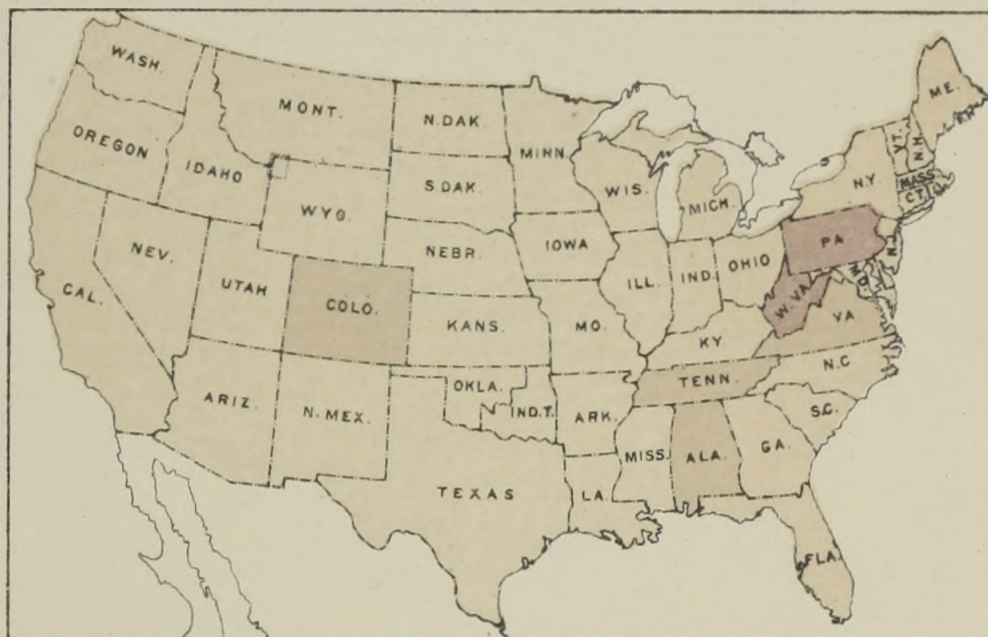 WASH.
MONT.
N.DAK.
MINN.
ME.
OREGON
IDAHO
S.DAK.
WIS.
MICH.
N.Y.
VT.
N.H.
MASS.
CT.
WYO.
NEBR.
IOWA
NEV.
UTAH
COLO.
KANS.
MO.
ILL.
IND.
OHIO
PA
N.J.
W.VA.
VA
CAL.
KY
N.C
TENN.
ARIZ.
N.MEX.
OKLA.
IND.T.
ARK.
S.C.
MISS.
ALA.
GA.
TEXAS
LA.
FLA.